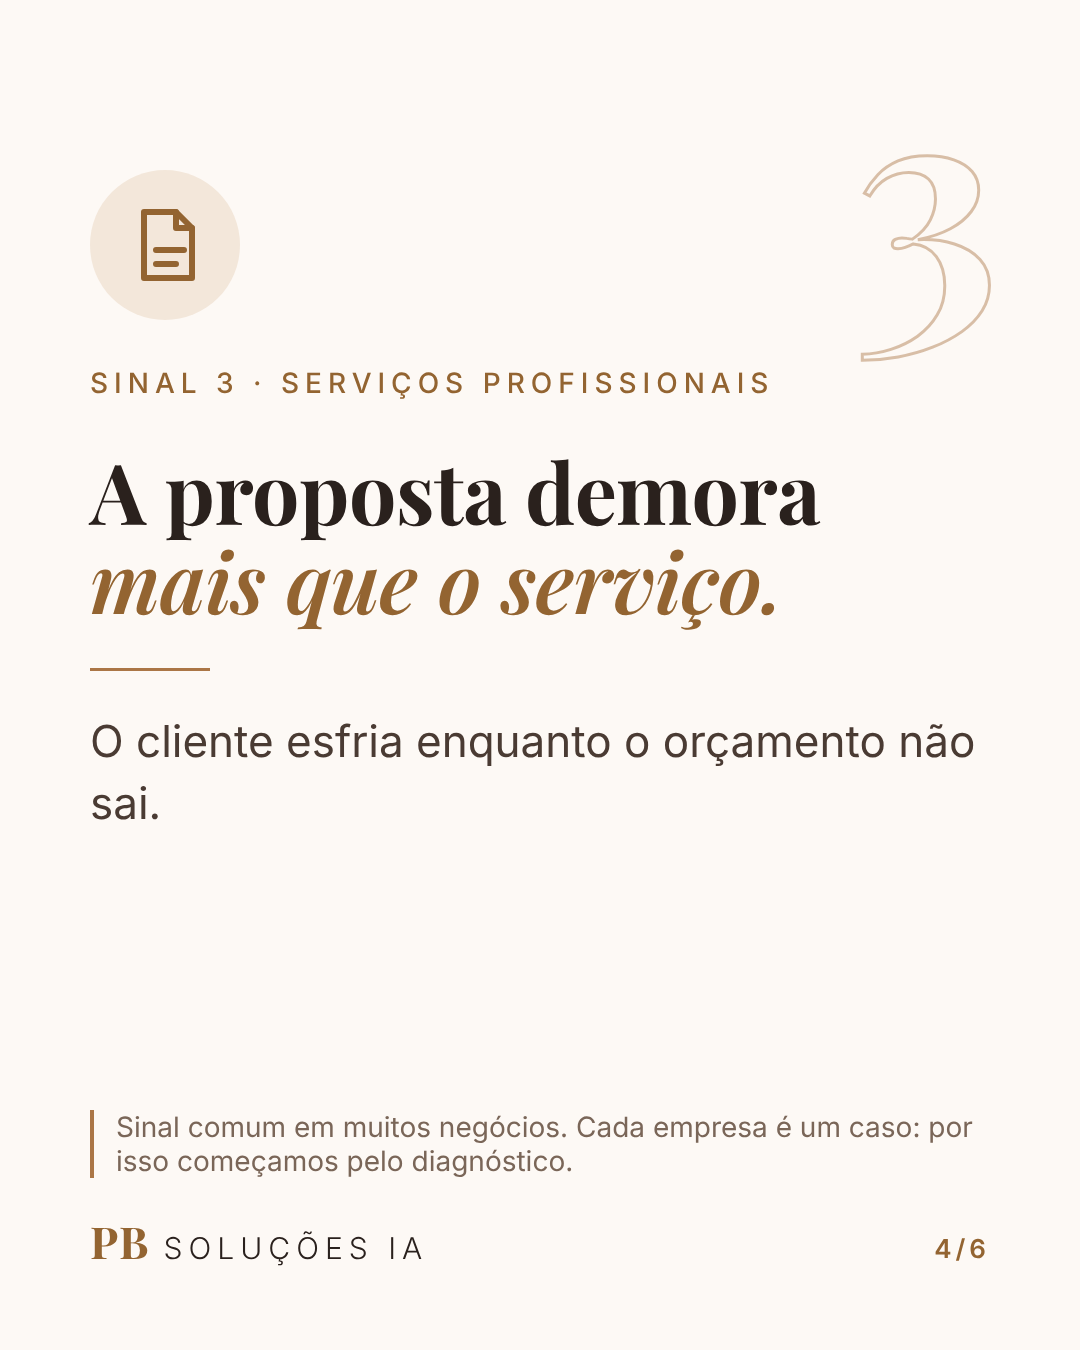 3
SINAL 3 · SERVIÇOS PROFISSIONAIS
A proposta demora
mais que o serviço.
O cliente esfria enquanto o orçamento não
sai.
Sinal comum em muitos negócios. Cada empresa é um caso: por
isso começamos pelo diagnóstico.
PB SOLUÇÕES IA
4/6